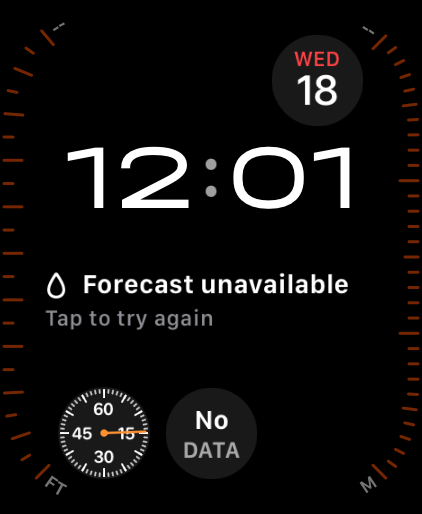 --
--
WED
18
12:01
Forecast unavailable
Tap to try again
60
45
15
30
No
DATA
FT
M